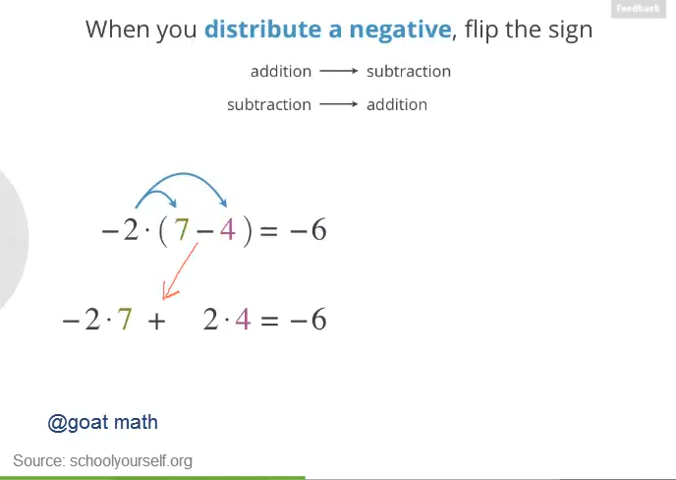 Feedback
When you distribute a negative, flip the sign
addition ⟶ subtraction
subtraction ⟶ addition
−2·(7−4)=−6
−2·7 + 2·4=−6
@goat math
Source: schoolyourself.org